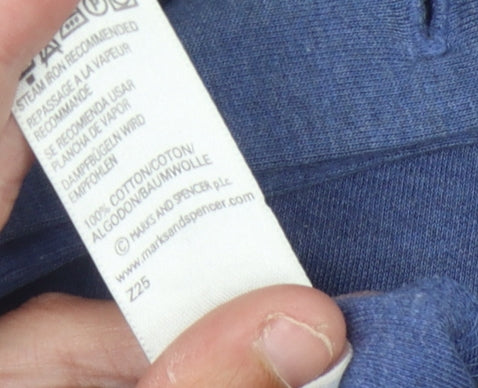 STEAM IRON RECOMMENDED
REPASSAGE A LA VAPEUR
RECOMMANDE
SE RECOMIENDA USAR
PLANCHA DE VAPOR
DAMPFBÜGELN WIRD
EMPFOHLEN
100% COTTON/COTON/
ALGODON/BAUMWOLLE
© MARKS AND SPENCER p.l.c.
www.marksandspencer.com
Z25